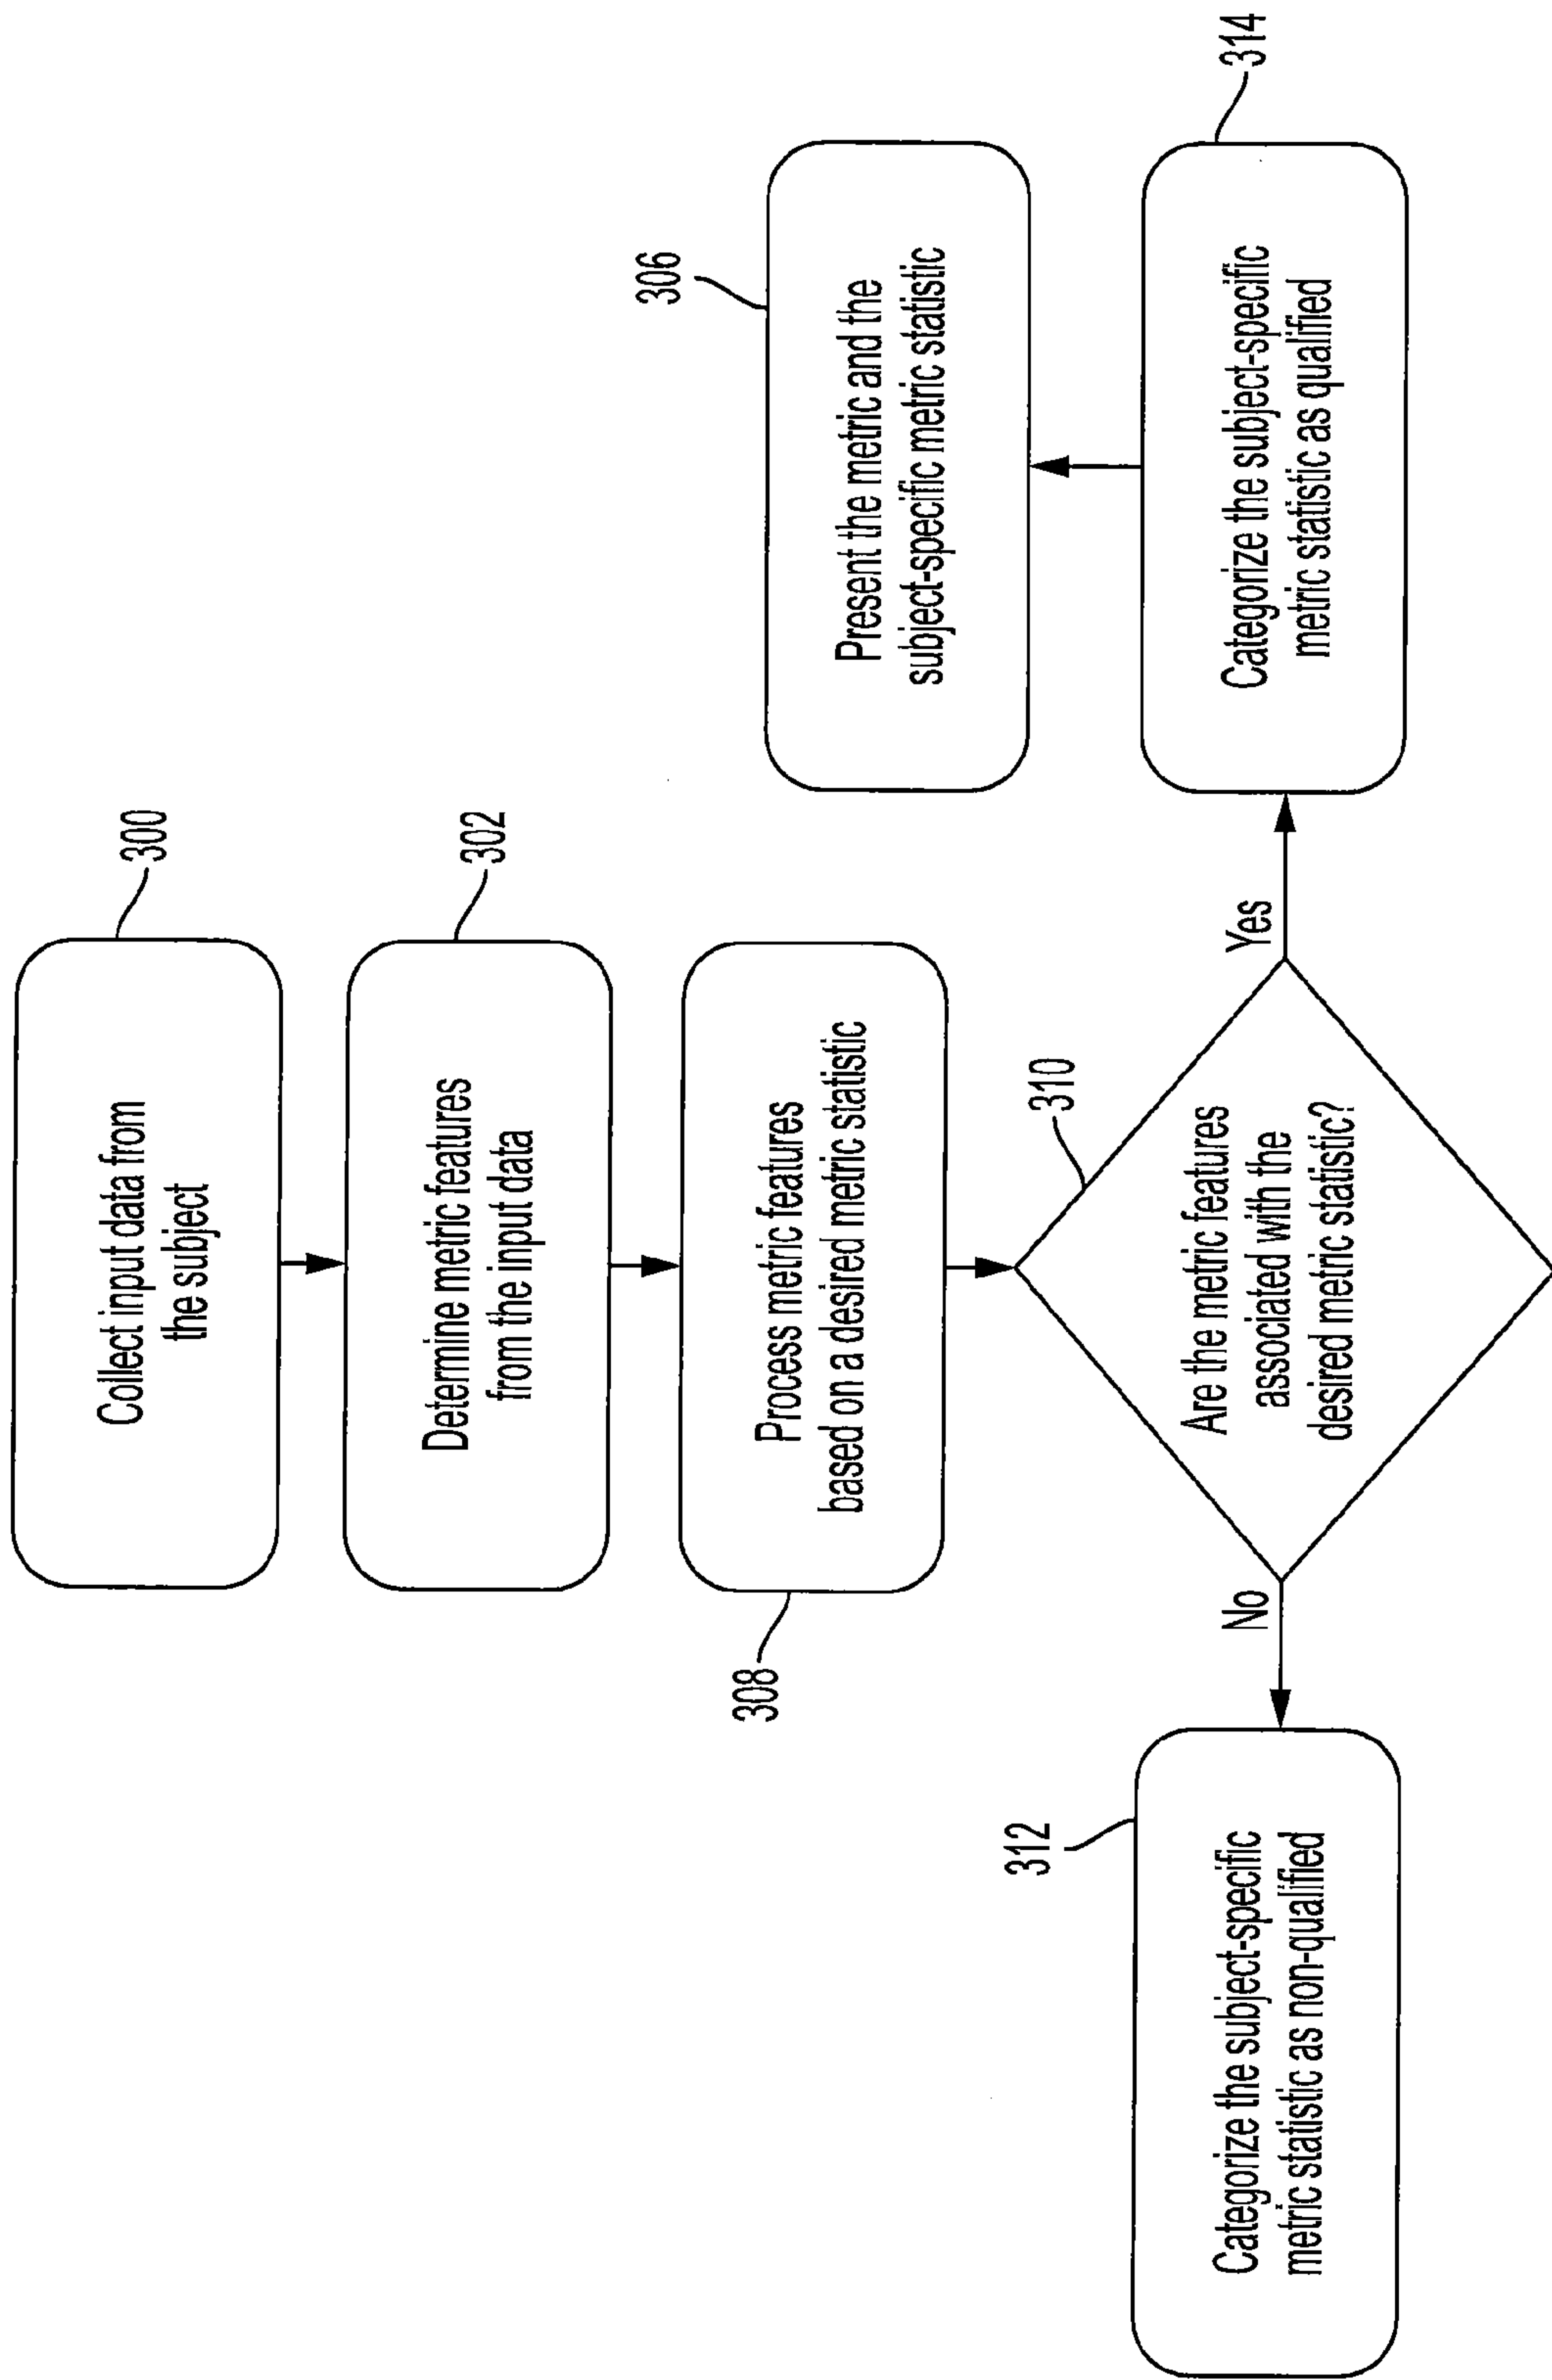 300
Collect input data from
the subject
302
Determine metric features
from the input data
308
Process metric features
based on a desired metric statistic
310
Are the metric features
associated with the
desired metric statistic?
No
Yes
312
Categorize the subject-specific
metric statistic as non-qualified
314
Categorize the subject-specific
metric statistic as qualified
306
Present the metric and the
subject-specific metric statistic